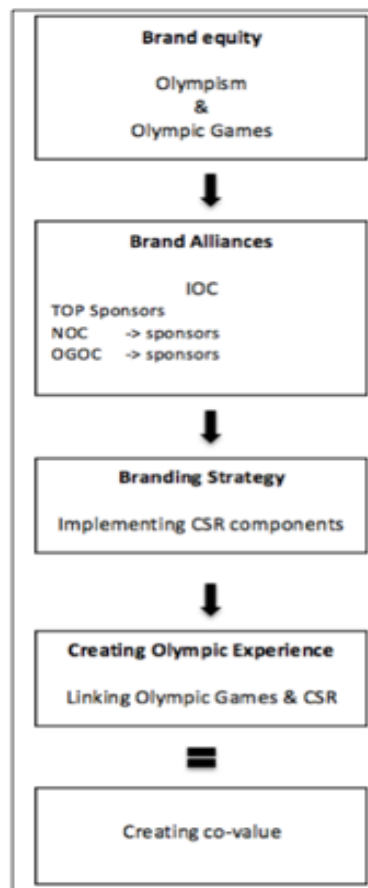 Brand equity
Olympism
&
Olympic Games
Brand Alliances
IOC
TOP Sponsors
NOC -> sponsors
OGOC -> sponsors
Branding Strategy
Implementing CSR components
Creating Olympic Experience
Linking Olympic Games & CSR
=
Creating co-value